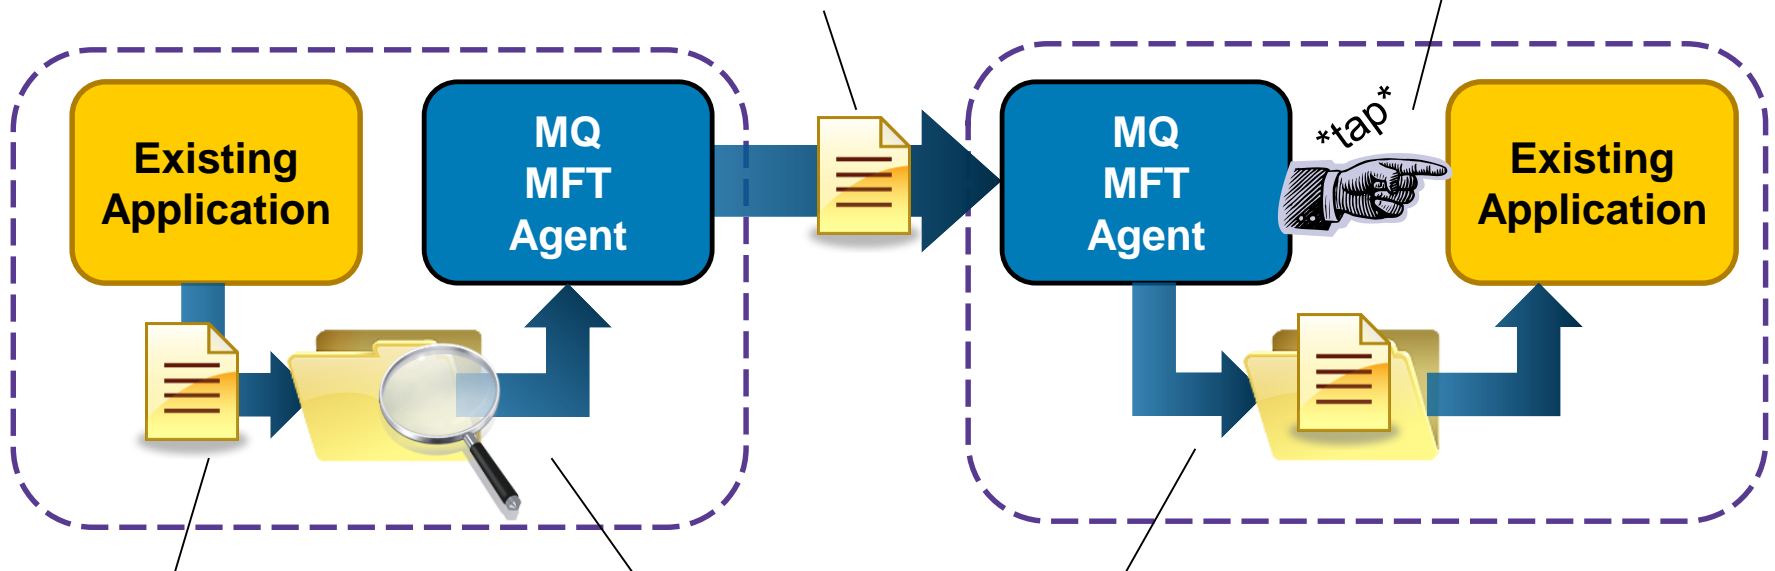 Existing
Application
MQ
MFT
Agent
MQ
MFT
Agent
*tap*
Existing
Application